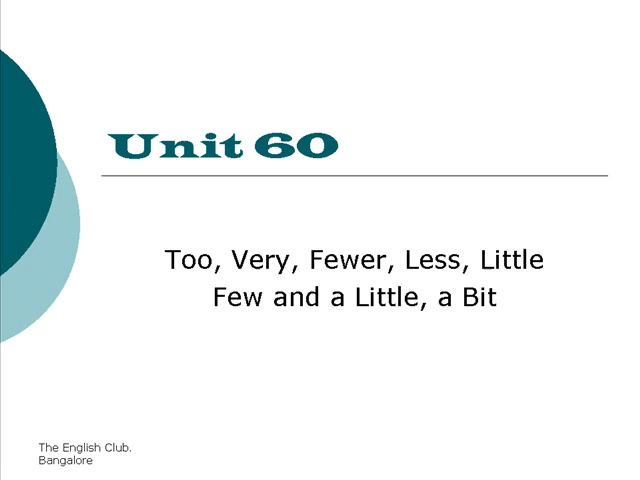 Unit 60
Too, Very, Fewer, Less, Little
Few and a Little, a Bit
The English Club.
Bangalore